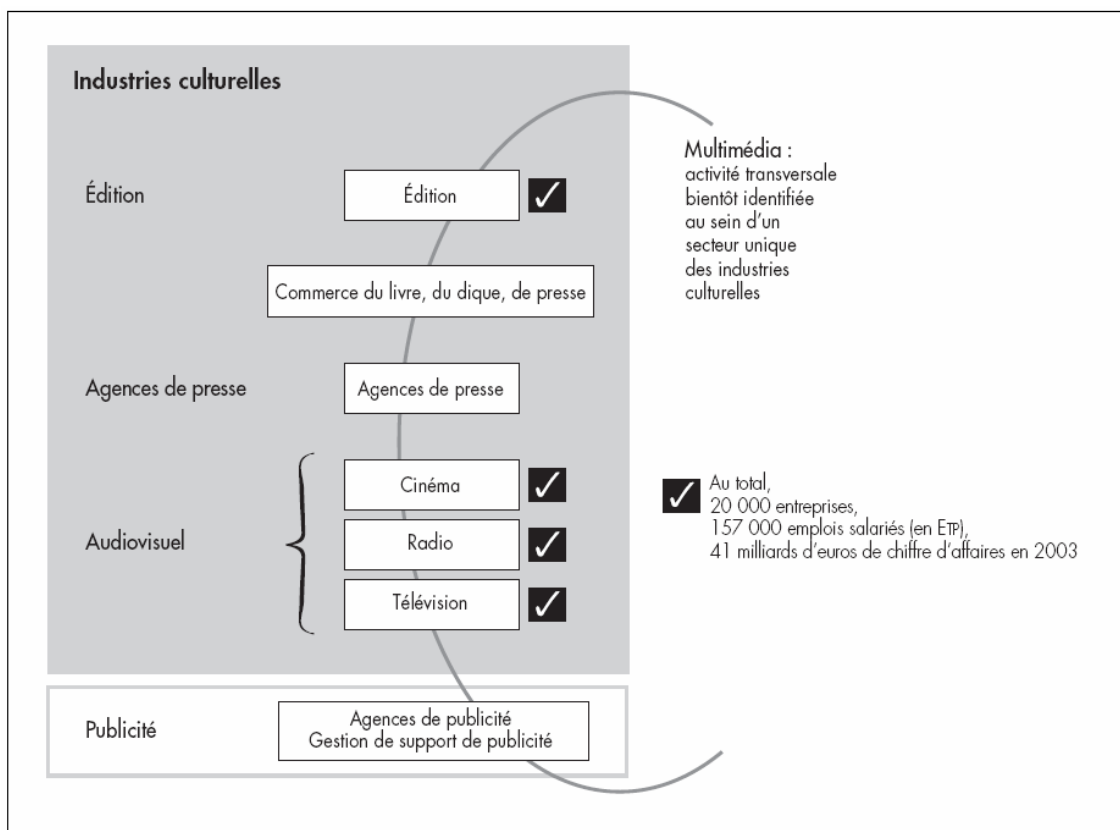 Industries culturelles
Édition
Édition
Commerce du livre, du dique, de presse
Agences de presse
Agences de presse
Audiovisuel
Cinéma
Radio
Télévision
Publicité
Agences de publicité
Gestion de support de publicité
Multimédia :
activité transversale
bientôt identifiée
au sein d'un
secteur unique
des industries
culturelles
Au total,
20 000 entreprises,
157 000 emplois salariés (en ETP),
41 milliards d'euros de chiffre d'affaires en 2003